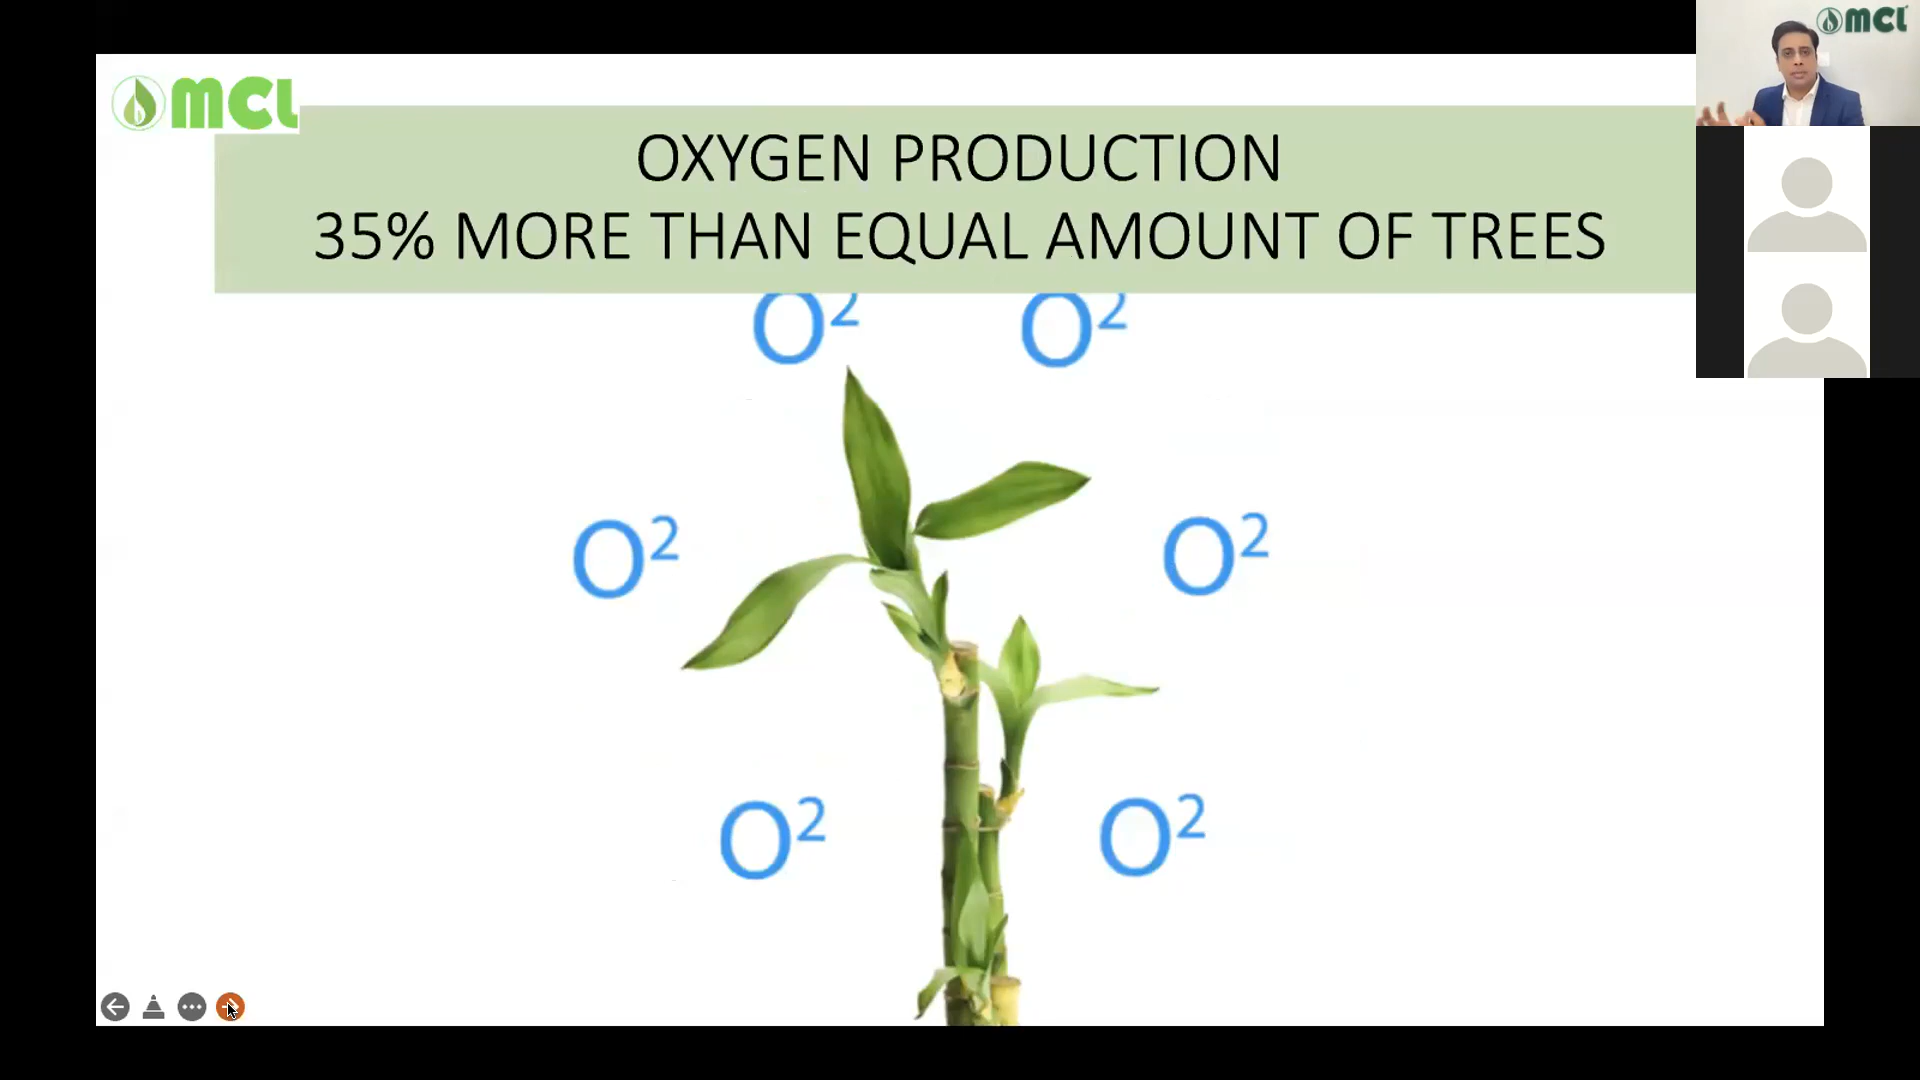 MCL
MCL
OXYGEN PRODUCTION
35% MORE THAN EQUAL AMOUNT OF TREES
O²
O²
O²
O²
O²
O²